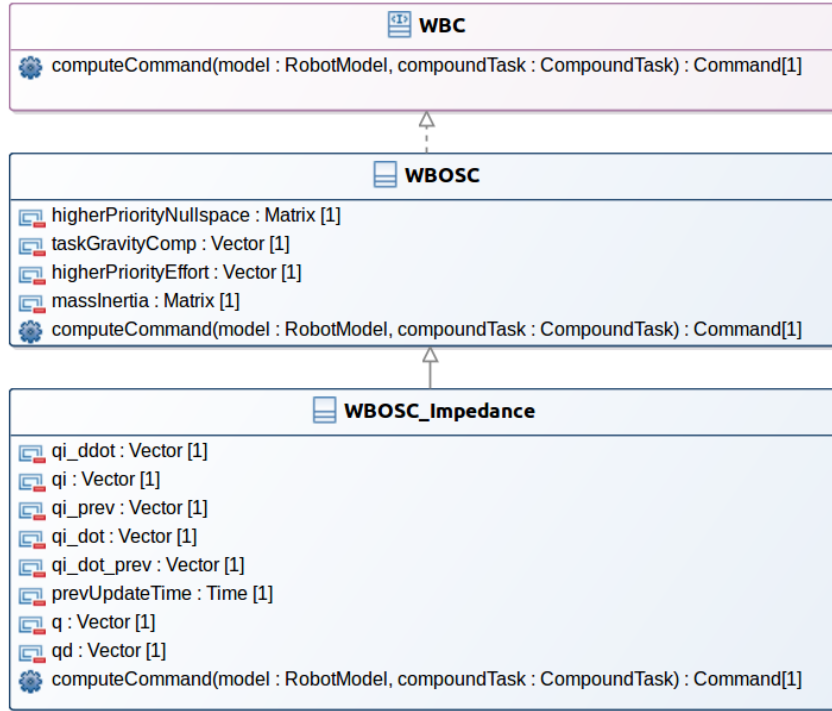 WBC
computeCommand(model : RobotModel, compoundTask : CompoundTask) : Command[1]
WBOSC
higherPriorityNullspace : Matrix [1]
taskGravityComp : Vector [1]
higherPriorityEffort : Vector [1]
massInertia : Matrix [1]
computeCommand(model : RobotModel, compoundTask : CompoundTask) : Command[1]
WBOSC_Impedance
qi_ddot : Vector [1]
qi : Vector [1]
qi_prev : Vector [1]
qi_dot : Vector [1]
qi_dot_prev : Vector [1]
prevUpdateTime : Time [1]
q : Vector [1]
qd : Vector [1]
computeCommand(model : RobotModel, compoundTask : CompoundTask) : Command[1]